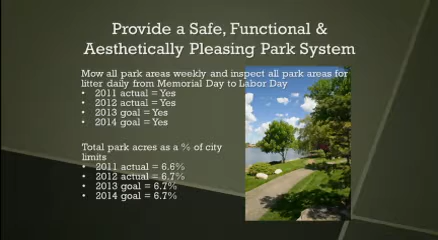 Provide a Safe, Functional &
Aesthetically Pleasing Park System
Mow all park areas weekly and inspect all park areas for
litter daily from Memorial Day to Labor Day
• 2011 actual = Yes
• 2012 actual = Yes
• 2013 goal = Yes
• 2014 goal = Yes
Total park acres as a % of city
limits
• 2011 actual = 6.6%
• 2012 actual = 6.7%
• 2013 goal = 6.7%
• 2014 goal = 6.7%